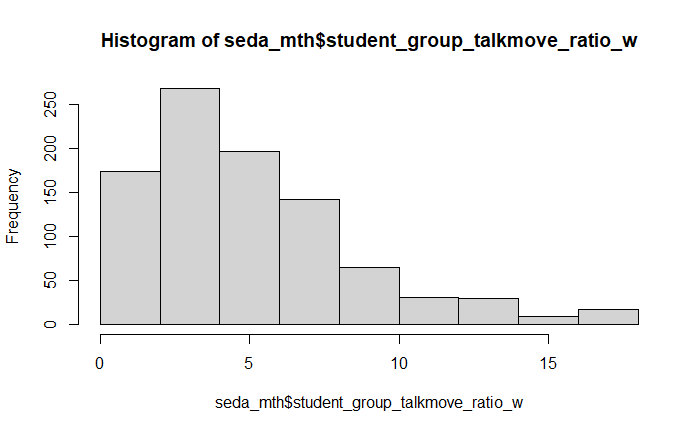 Histogram of seda_mth$student_group_talkmove_ratio_w
Frequency
250
200
150
100
50
0
0 5 10 15
seda_mth$student_group_talkmove_ratio_w